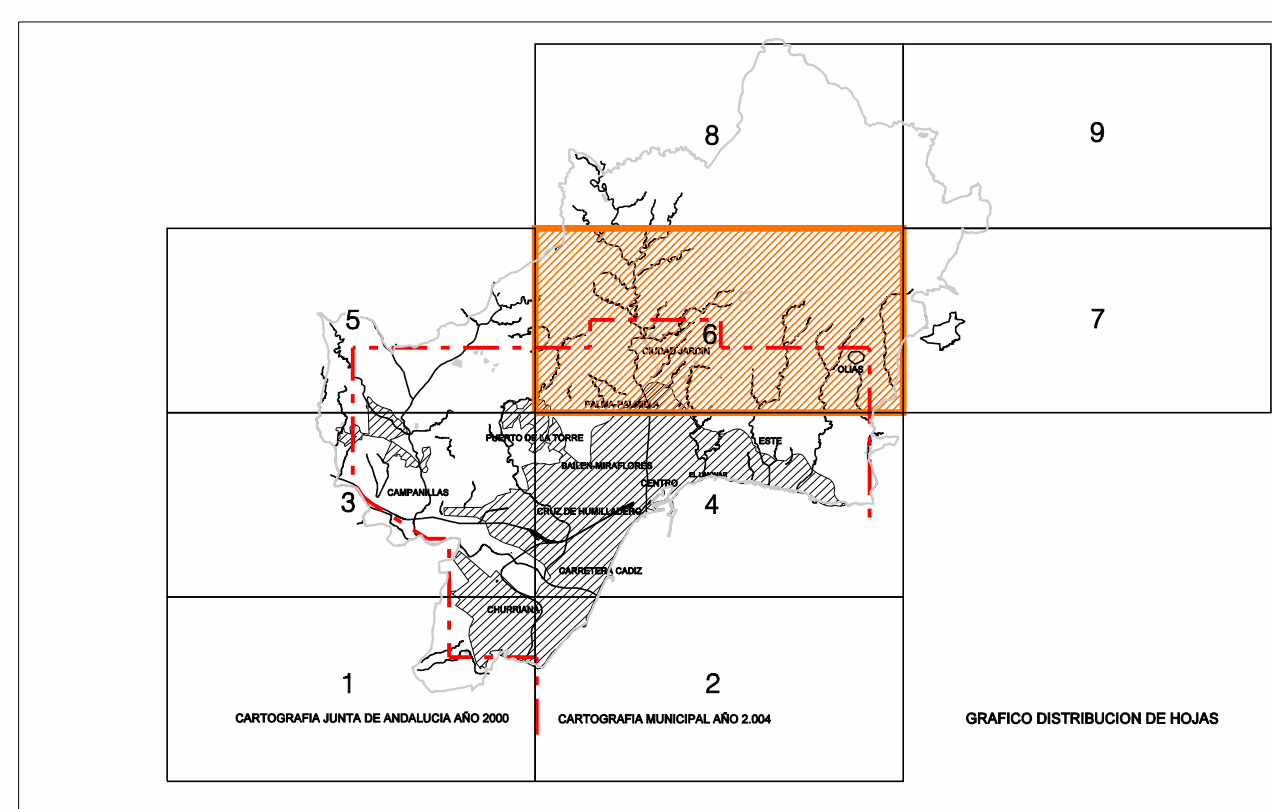 8
9
5
6
7
CIUDAD JARDIN
OLIAS
PALMA-PALMILLA
PUERTO DE LA TORRE
ESTE
BAILEN-MIRAFLORES
EL LIMONAR
CENTRO
CAMPANILLAS
3
4
CRUZ DE HUMILLADERO
CARRETERA CADIZ
CHURRIANA
1
2
CARTOGRAFIA JUNTA DE ANDALUCIA AÑO 2000
CARTOGRAFIA MUNICIPAL AÑO 2.004
GRAFICO DISTRIBUCION DE HOJAS